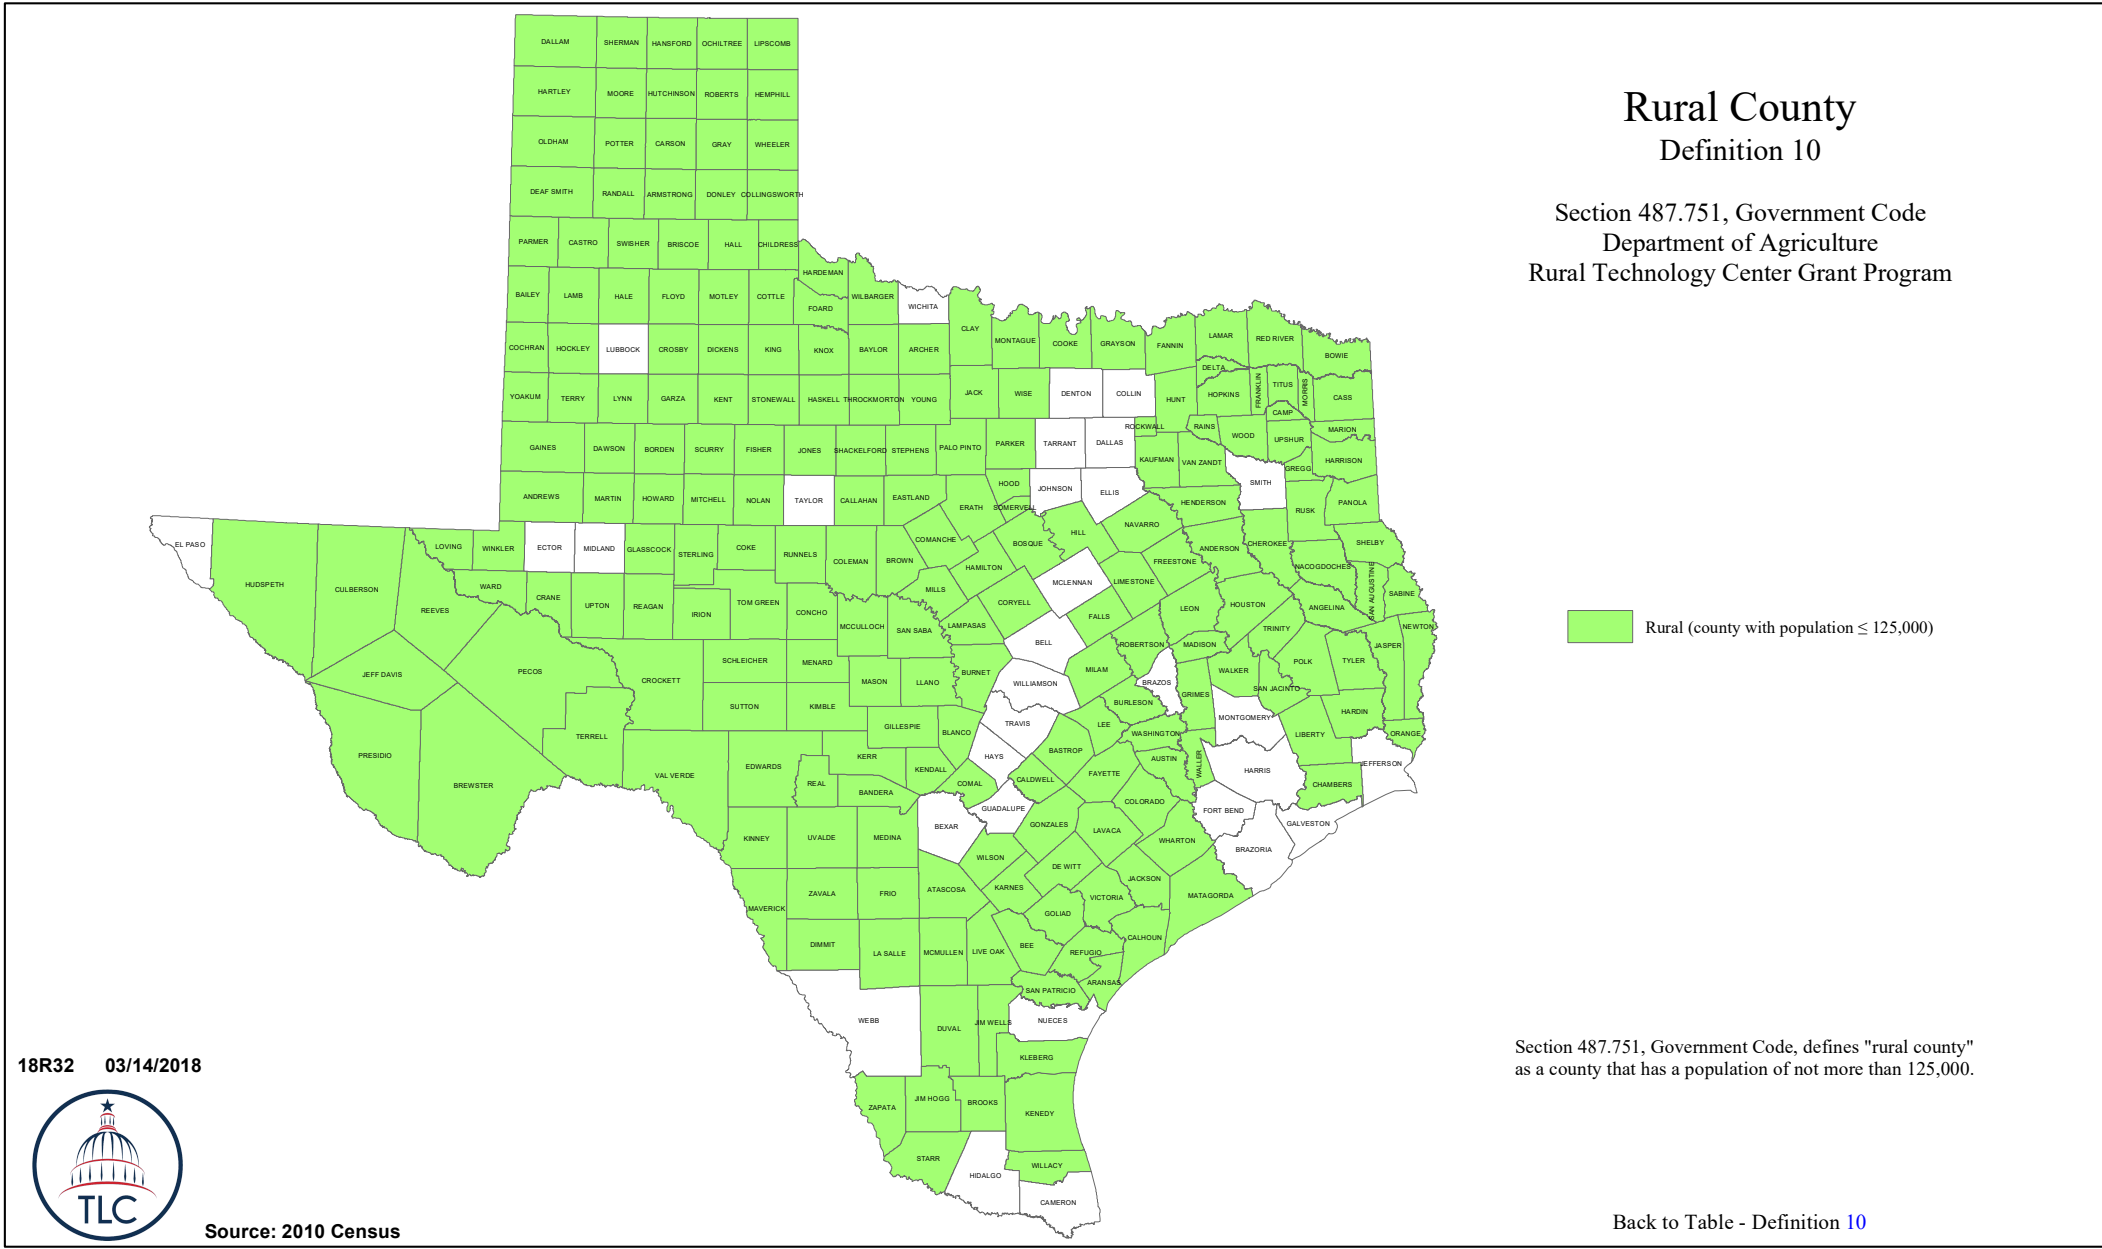 Rural County
Definition 10
Section 487.751, Government Code
Department of Agriculture
Rural Technology Center Grant Program
DALLAM SHERMAN HANSFORD OCHILTREE LIPSCOMB
HARTLEY MOORE HUTCHINSON ROBERTS HEMPHILL
OLDHAM POTTER CARSON GRAY WHEELER
DEAF SMITH RANDALL ARMSTRONG DONLEY COLLINGSWORTH
PARMER CASTRO SWISHER BRISCOE HALL CHILDRESS
HARDEMAN
BAILEY LAMB HALE FLOYD MOTLEY COTTLE FOARD WILBARGER WICHITA
CLAY MONTAGUE COOKE GRAYSON FANNIN LAMAR RED RIVER BOWIE
COCHRAN HOCKLEY LUBBOCK CROSBY DICKENS KING KNOX BAYLOR ARCHER
DELTA
YOAKUM TERRY LYNN GARZA KENT STONEWALL HASKELL THROCKMORTON YOUNG JACK WISE DENTON COLLIN HUNT HOPKINS FRANKLIN TITUS MORRIS CASS
CAMP
ROCKWALL RAINS WOOD UPSHUR MARION
GAINES DAWSON BORDEN SCURRY FISHER JONES SHACKELFORD STEPHENS PALO PINTO PARKER TARRANT DALLAS
KAUFMAN VAN ZANDT GREGG HARRISON
ANDREWS MARTIN HOWARD MITCHELL NOLAN TAYLOR CALLAHAN EASTLAND HOOD JOHNSON ELLIS SMITH
ERATH SOMERVELL HENDERSON RUSK PANOLA
EL PASO LOVING WINKLER ECTOR MIDLAND GLASSCOCK STERLING COKE RUNNELS COLEMAN BROWN COMANCHE BOSQUE HILL NAVARRO
ANDERSON CHEROKEE SHELBY
HUDSPETH CULBERSON REEVES WARD CRANE UPTON REAGAN IRION TOM GREEN CONCHO
HAMILTON MCLENNAN LIMESTONE FREESTONE NACOGDOCHES SAN AUGUSTINE SABINE
MILLS CORYELL FALLS LEON HOUSTON ANGELINA
MCCULLOCH SAN SABA LAMPASAS BELL ROBERTSON MADISON TRINITY NEWTON
JASPER
JEFF DAVIS PECOS CROCKETT SCHLEICHER MENARD MASON LLANO BURNET WILLIAMSON MILAM BRAZOS GRIMES WALKER SAN JACINTO POLK TYLER
SUTTON KIMBLE GILLESPIE BLANCO TRAVIS LEE BURLESON MONTGOMERY HARDIN
PRESIDIO BREWSTER TERRELL VAL VERDE EDWARDS KERR KENDALL HAYS BASTROP WASHINGTON LIBERTY ORANGE
REAL BANDERA COMAL CALDWELL FAYETTE AUSTIN WALLER HARRIS CHAMBERS JEFFERSON
GUADALUPE COLORADO FORT BEND GALVESTON
KINNEY UVALDE MEDINA BEXAR GONZALES LAVACA WHARTON BRAZORIA
WILSON DE WITT JACKSON
MAVERICK ZAVALA FRIO ATASCOSA KARNES VICTORIA MATAGORDA
GOLIAD
DIMMIT LA SALLE MCMULLEN LIVE OAK BEE REFUGIO CALHOUN
SAN PATRICIO ARANSAS
WEBB DUVAL JIM WELLS NUECES
KLEBERG
ZAPATA JIM HOGG BROOKS KENEDY
STARR HIDALGO WILLACY
CAMERON
Rural (county with population ≤ 125,000)
Section 487.751, Government Code, defines "rural county"
as a county that has a population of not more than 125,000.
18R32 03/14/2018
TLC
Source: 2010 Census
Back to Table - Definition 10